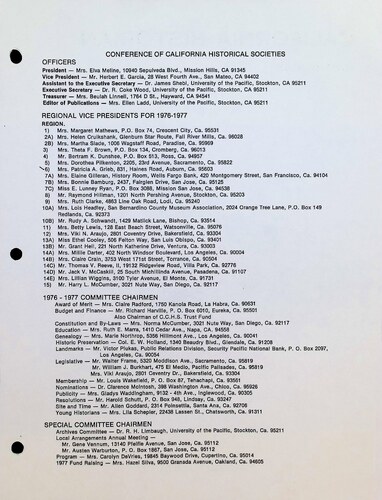 CONFERENCE OF CALIFORNIA HISTORICAL SOCIETIES
OFFICERS
President — Mrs. Elva Meline, 10940 Sepulveda Blvd., Mission Hills, CA 91345
Vice President — Mr. Herbert E. Garcia, 28 West Fourth Ave., San Mateo, CA 94402
Assistant to the Executive Secretary — Dr. James Shebl, University of the Pacific, Stockton, CA 95211
Executive Secretary — Dr. R. Coke Wood, University of the Pacific, Stockton, CA 95211
Treasurer — Mrs. Beulah Linnell, 1764 D St., Hayward, CA 94541
Editor of Publications — Mrs. Ellen Ladd, University of the Pacific, Stockton, CA 95211
REGIONAL VICE PRESIDENTS FOR 1976-1977
REGION.
1) Mrs. Margaret Mathews, P.O. Box 74, Crescent City, CA. 95531
2A) Mrs. Helen Cruikshank, Glenburn Star Route, Fall River Mills, Ca. 96028
2B) Mrs. Martha Slade, 1006 Wagstaff Road, Paradise, Ca. 95969
3) Mrs. Theta F. Brown, P.O. Box 134, Cromberg, Ca. 96013
4) Mr. Bertram K. Dunshee, P.O. Box 513, Ross, Ca. 94957
5) Mrs. Dorothea Pilkenton, 2205, 23rd Avenue, Sacramento, Ca. 95822
6) Mrs. Patricia A. Grieb, 831, Haines Road, Auburn, Ca. 95603
7A) Mrs. Elaine Gilleran, History Room, Wells Fargo Bank, 420 Montgomery Street, San Francisco, Ca. 94104
7B) Mrs. Bonnie Bamburg, 2437, Fairglen Drive, San Jose, Ca. 95125
7C) Miss E. Lunney Ryan, P.O. Box 3088, Mission San Jose, Ca. 94538
8) Mr. Raymond Hillman, 1201 North Pershing Avenue, Stockton, Ca. 95203
9) Mrs. Ruth Clarke, 4863 Line Oak Road, Lodi, Ca. 95240
10A) Mrs. Lois Headley, San Bernardino County Museum Association, 2024 Orange Tree Lane, P.O. Box 149
Redlands, Ca. 92373
10B) Mr. Rudy A. Schwandt, 1429 Matlick Lane, Bishop, Ca. 93514
11) Mrs. Betty Lewis, 128 East Beach Street, Watsonville, Ca. 95076
12) Mrs. Viki N. Araujo, 2801 Coventry Drive, Bakersfield, Ca. 93304
13A) Miss Ethel Cooley, 506 Felton Way, San Luis Obispo, Ca. 93401
13B) Mr. Grant Heil, 221 North Katherine Drive, Ventura, Ca. 93003
14A) Mrs. Millie Darter, 402 North Windsor Boulevard, Los Angeles, Ca. 90004
14B) Mrs. Claire Crain, 3753 West 171st Street, Torrance, Ca. 90504
14C) Mr. Thomas V. Reeve, II, 19132 Ridgeview Road, Villa Park, Ca. 92776
14D) Mr. Jack V. McCaskill, 25 South Michillinda Avenue, Pasadena, Ca. 91107
14E) Mrs. Lillian Wiggins, 3100 Tyler Avenue, El Monte, Ca. 91731
15) Mr. Harry L. McComber, 3021 Nute Way, San Diego, Ca. 92117
1976 - 1977 COMMITTEE CHAIRMEN
Award of Merit — Mrs. Claire Radford, 1750 Kanola Road, La Habra, Ca. 90631
Budget and Finance — Mr. Richard Harville, P. O. Box 6010, Eureka, Ca. 95501
Also Chairman of C.C.H.S. Trust Fund
Constitution and By-Laws — Mrs. Norma McComber, 3021 Nute Way, San Diego, Ca. 92117
Education — Mrs. Ruth E. Marra, 1410 Cedar Ave., Napa, CA. 94558
Genealogy — Mrs. Marie Northrop, 5356 Fillmont Ave., Los Angeles, Ca. 90041
Historic Preservation — Col. E. W. Holland, 1340 Beaudry Blvd., Glendale, Ca. 91208
Landmarks — Mr. Victor Plukas, Public Relations Division, Security Pacific National Bank, P. O. Box 2097,
Los Angeles, Ca. 90054
Legislative — Mr. Walter Frame, 5320 Moddison Ave., Sacramento, Ca. 95819
Mr. William J. Burkhart, 475 El Medio, Pacific Palisades, Ca. 95819
Mrs. Viki Araujo, 2801 Coventry Dr., Bakersfield, Ca. 93304
Membership — Mr. Louis Wakefield, P.O. Box 67, Tehachapi, Ca. 93561
Nominations — Dr. Clarence McIntosh, 398 Washington Ave., Chico, Ca. 95926
Publicity — Mrs. Gladys Waddingham, 9132 - 4th Ave., Inglewood, Ca. 90305
Resolutions — Mr. Harold Schutt, P. O. Box 948, Lindsay, Ca. 93247
Site and Time — Mr. Allen Goddard, 2314 Poinsettia, Santa Ana, Ca. 92706
Young Historians — Mrs. Lila Schepler, 22438 Lassen St., Chatsworth, Ca. 91311
SPECIAL COMMITTEE CHAIRMEN
Archives Committee — Dr. R. H. Limbaugh, University of the Pacific, Stockton, Ca. 95211
Local Arrangements Annual Meeting —
Mr. Gene Vennum, 13140 Pfeiffle Avenue, San Jose, Ca. 95112
Mr. Austen Warburton, P.O. Box 1867, San Jose, Ca. 95112
Program — Mrs. Carolyn DeVries, 19845 Baywood Drive, Cupertino, Ca. 95014
1977 Fund Raising — Mrs. Hazel Silva, 9500 Granada Avenue, Oakland, Ca. 94605